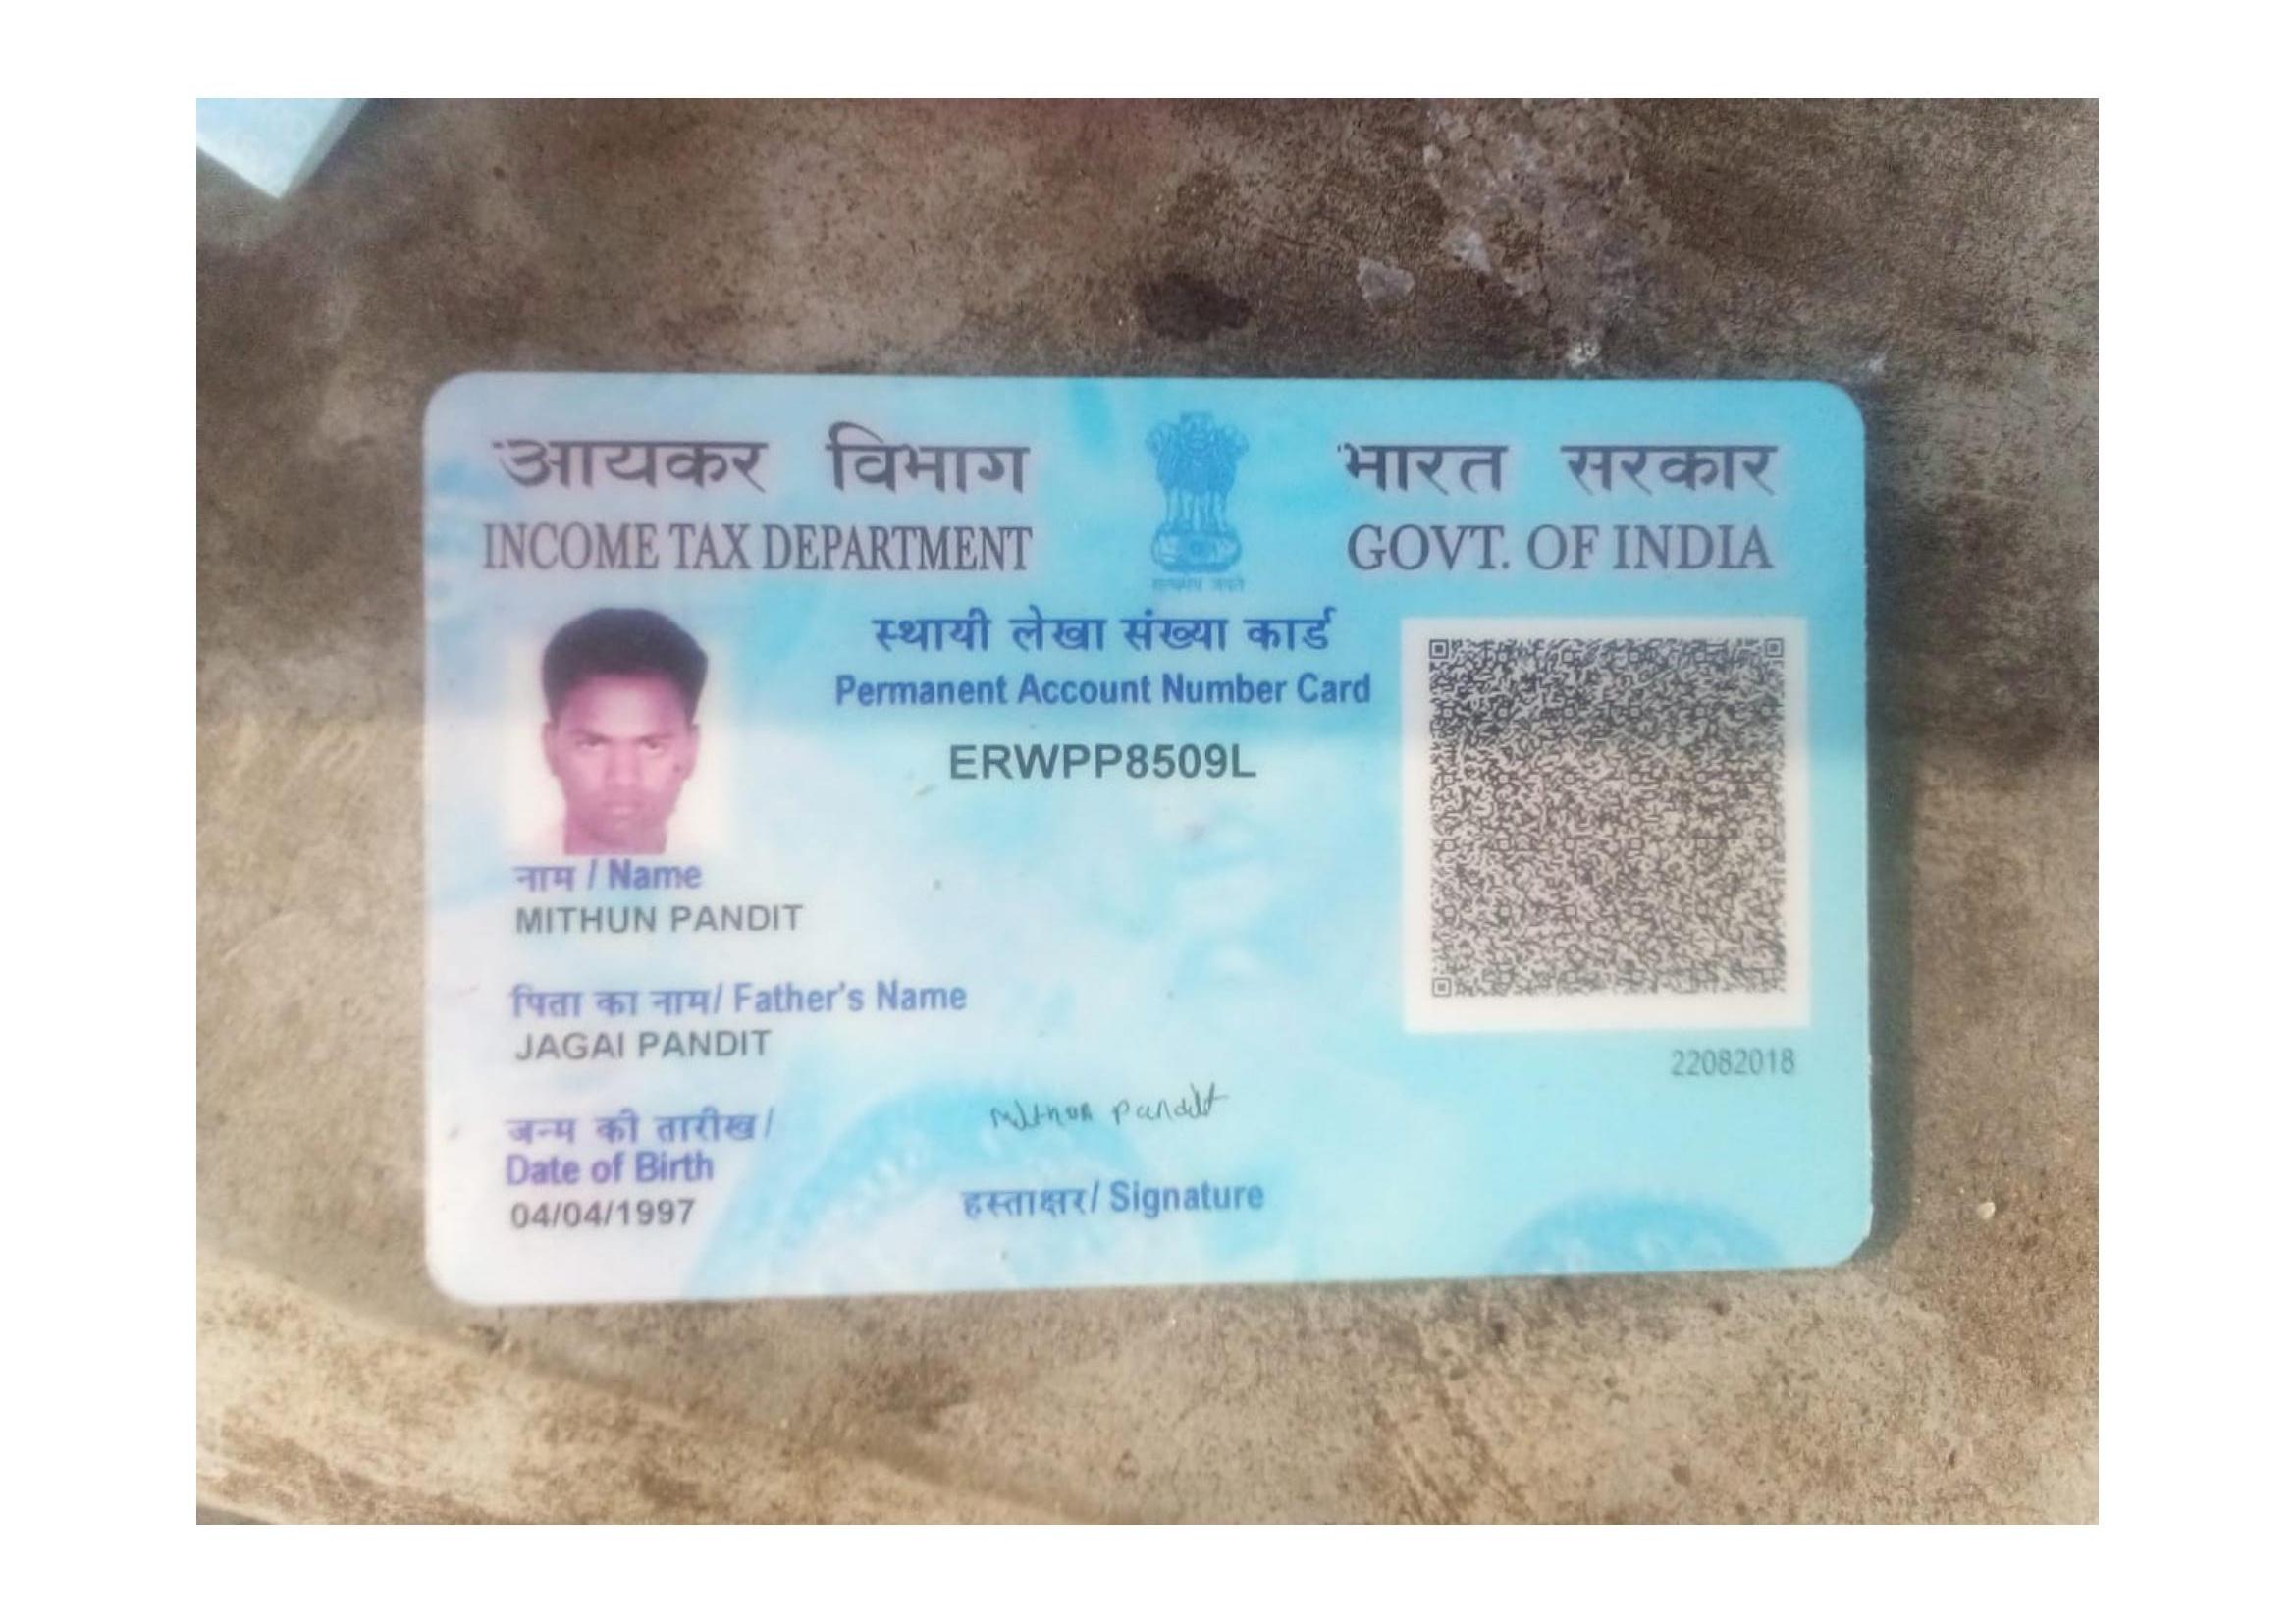 आयकर विभाग
INCOME TAX DEPARTMENT
भारत सरकार
GOVT. OF INDIA
सत्यमेव जयते
स्थायी लेखा संख्या कार्ड
Permanent Account Number Card
ERWPP8509L
नाम / Name
MITHUN PANDIT
पिता का नाम/ Father's Name
JAGAI PANDIT
22082018
जन्म की तारीख/
Date of Birth
04/04/1997
Mithun Pandit
हस्ताक्षर/ Signature